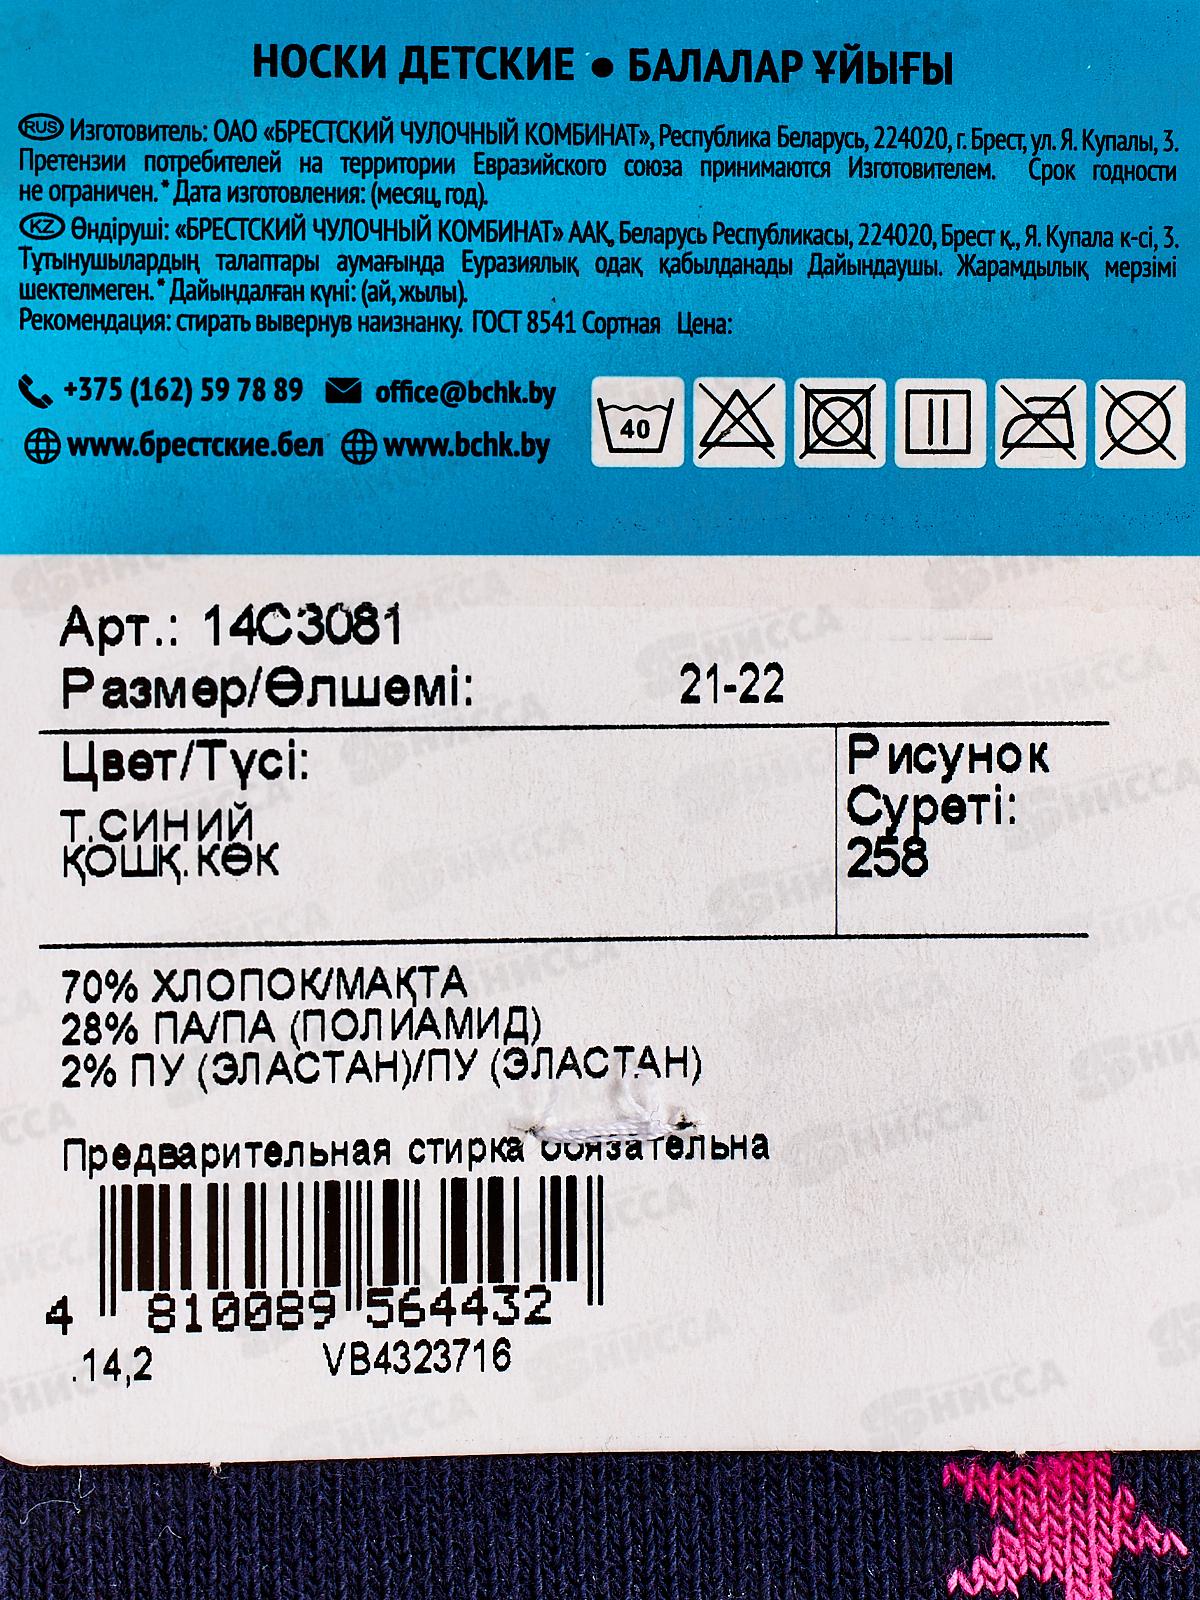 НОСКИ ДЕТСКИЕ ● БАЛАЛАР ҰЙЫҒЫ
RUS Изготовитель: ОАО «БРЕСТСКИЙ ЧУЛОЧНЫЙ КОМБИНАТ», Республика Беларусь, 224020, г. Брест, ул. Я. Купалы, 3.
Претензии потребителей на территории Евразийского союза принимаются Изготовителем. Срок годности
не ограничен.* Дата изготовления: (месяц, год).
KZ Өндіруші: «БРЕСТСКИЙ ЧУЛОЧНЫЙ КОМБИНАТ» ААҚ, Беларусь Республикасы, 224020, Брест қ., Я. Купала к-сі, 3.
Тұтынушылардың талаптары аумағында Еуразиялық одақ қабылданады Дайындаушы. Жарамдылық мерзімі
шектелмеген.* Дайындалған күні: (ай, жылы).
Рекомендация: стирать вывернув наизнанку. ГОСТ 8541 Сортная Цена:
+375 (162) 59 78 89 office@bchk.by
www.брестские.бел www.bchk.by
40
Арт.: 14С3081
Размер/Өлшемі: 21-22
Цвет/Түсі:
Т.СИНИЙ
ҚОШҚ.КӨК
Рисунок
Суреті:
258
70% ХЛОПОК/МАҚТА
28% ПА/ПА (ПОЛИАМИД)
2% ПУ (ЭЛАСТАН)/ПУ (ЭЛАСТАН)
Предварительная стирка обязательна
4 810089 564432
.14,2 VB4323716